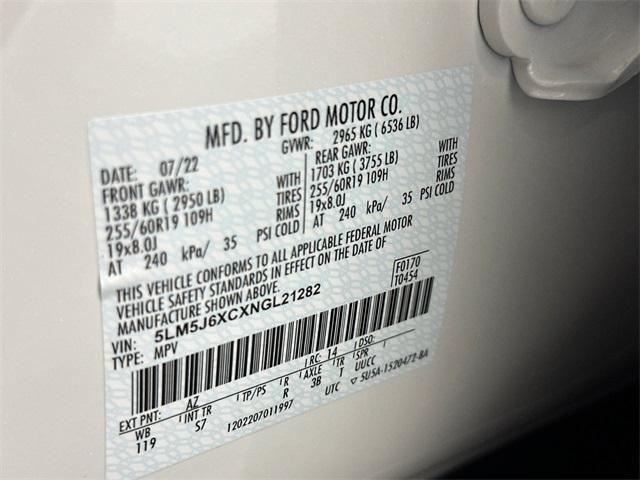 MFD. BY FORD MOTOR CO.
DATE: 07/22 GVWR: 2965 KG ( 6536 LB)
FRONT GAWR: REAR GAWR:
1338 KG ( 2950 LB) WITH 1703 KG ( 3755 LB) WITH
255/60R19 109H TIRES 255/60R19 109H TIRES
19x8.0J RIMS 19x8.0J RIMS
AT 240 kPa/ 35 PSI COLD AT 240 kPa/ 35 PSI COLD
THIS VEHICLE CONFORMS TO ALL APPLICABLE FEDERAL MOTOR
VEHICLE SAFETY STANDARDS IN EFFECT ON THE DATE OF
MANUFACTURE SHOWN ABOVE.
F0170
T0454
VIN: 5LM5J6XCXNGL21282
TYPE: MPV
EXT PNT: AZ RC: 14 DSO:
WB INT TR TP/PS R AXLE TR SPR
119 S7 R 3B T UUCC
1202207011997 UTC ▽ 5U5A-1520472-BA